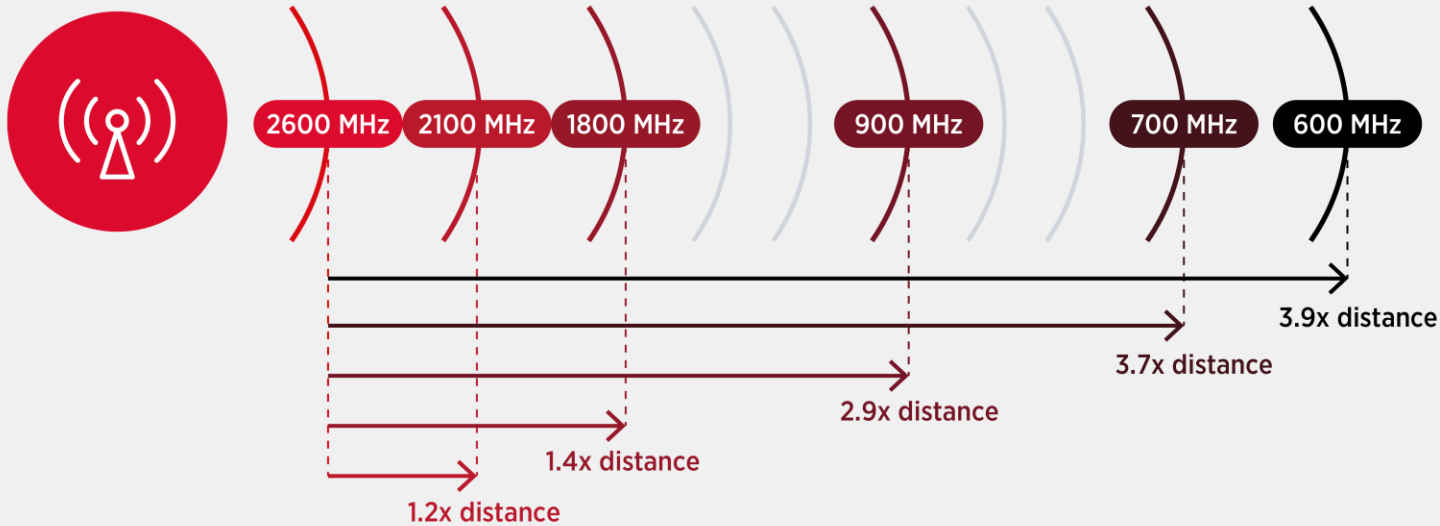 2600 MHz
2100 MHz
1800 MHz
900 MHz
700 MHz
600 MHz
3.9x distance
3.7x distance
2.9x distance
1.4x distance
1.2x distance